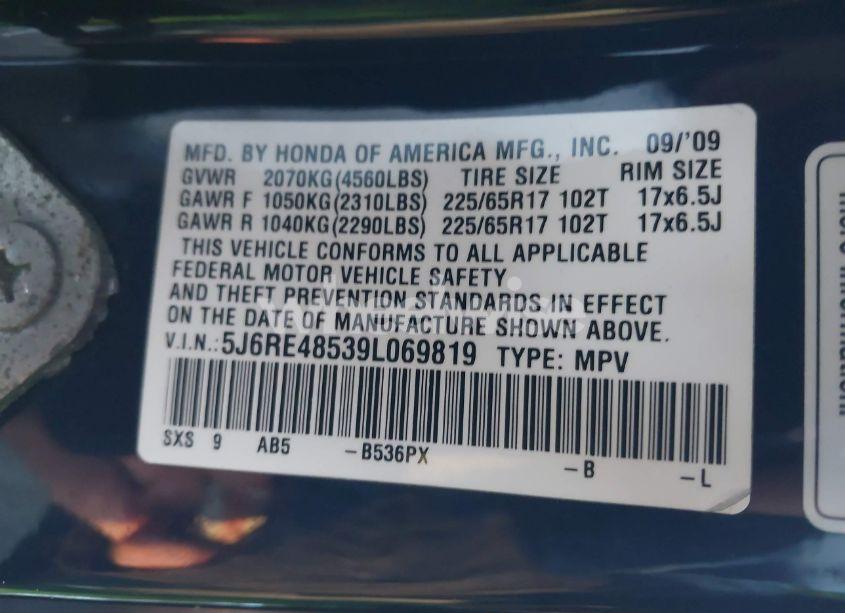 MFD. BY HONDA OF AMERICA MFG., INC. 09/'09
GVWR 2070KG(4560LBS) TIRE SIZE RIM SIZE
GAWR F 1050KG(2310LBS) 225/65R17 102T 17x6.5J
GAWR R 1040KG(2290LBS) 225/65R17 102T 17x6.5J
THIS VEHICLE CONFORMS TO ALL APPLICABLE
FEDERAL MOTOR VEHICLE SAFETY
AND THEFT PREVENTION STANDARDS IN EFFECT
ON THE DATE OF MANUFACTURE SHOWN ABOVE.
V.I.N.:5J6RE48539L069819 TYPE: MPV
SXS 9 AB5 -B536PX -B -L
more information.